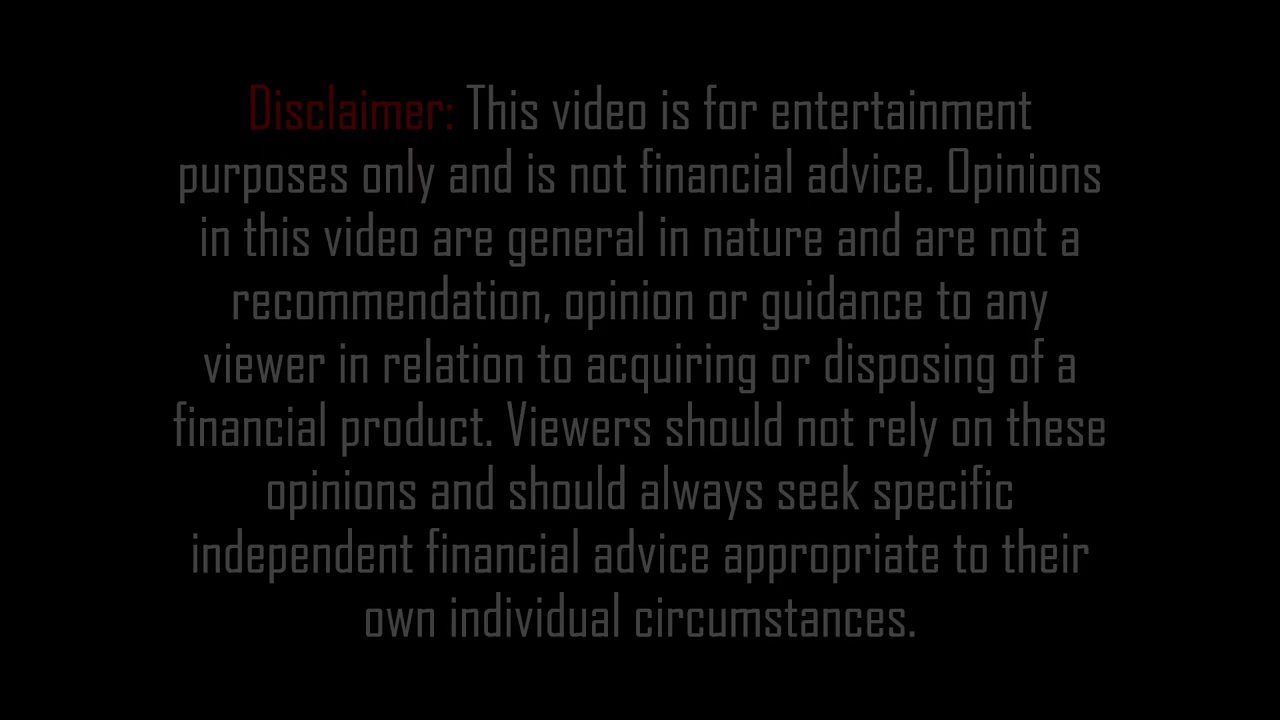 Disclaimer: This video is for entertainment
purposes only and is not financial advice. Opinions
in this video are general in nature and are not a
recommendation, opinion or guidance to any
viewer in relation to acquiring or disposing of a
financial product. Viewers should not rely on these
opinions and should always seek specific
independent financial advice appropriate to their
own individual circumstances.